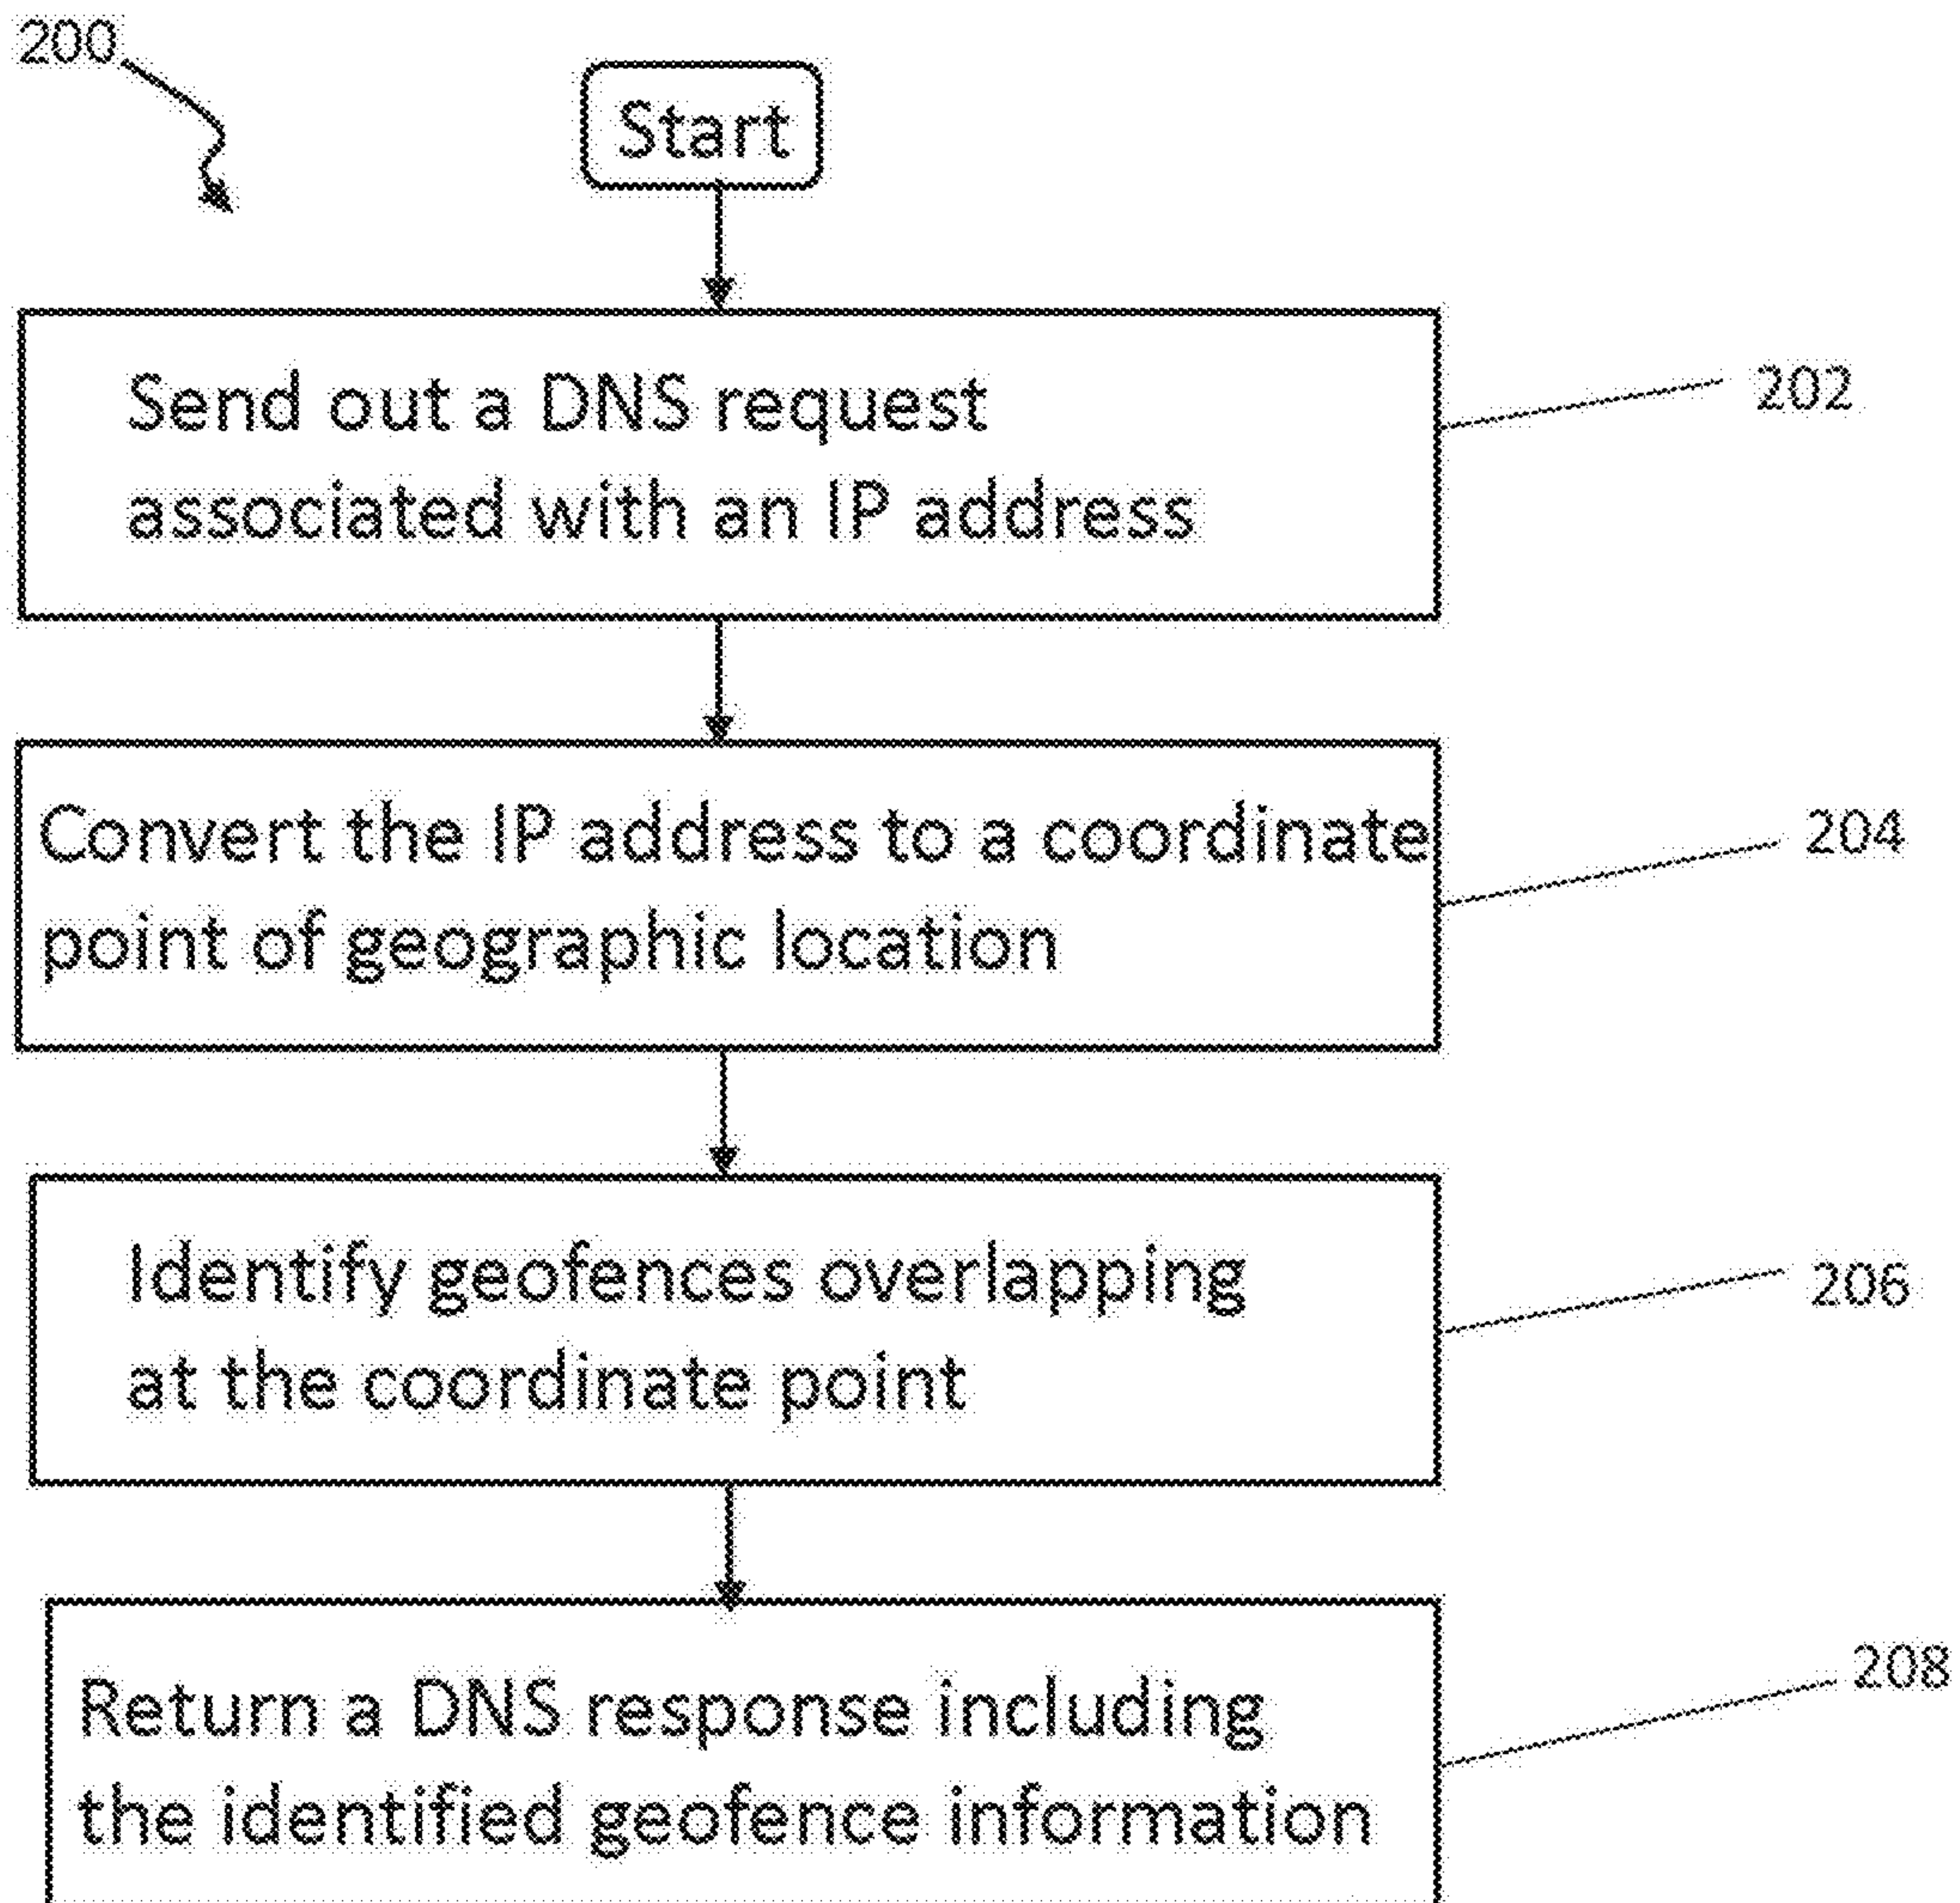 200
Start
Send out a DNS request
associated with an IP address
202
Convert the IP address to a coordinate
point of geographic location
204
Identify geofences overlapping
at the coordinate point
206
Return a DNS response including
the identified geofence information
208